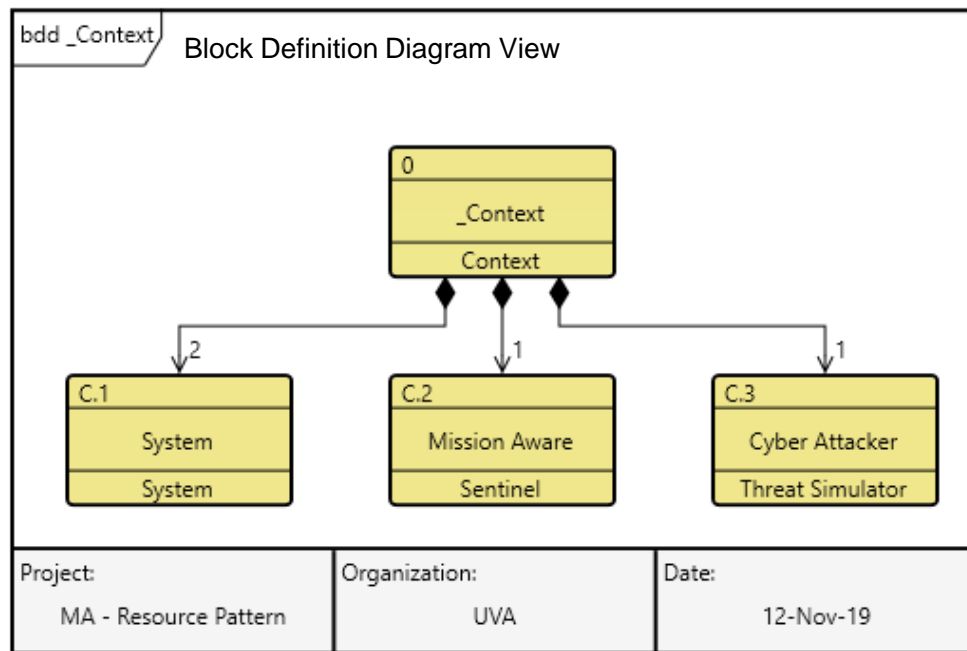 bdd _Context
Block Definition Diagram View
0
_Context
Context
2
1
1
C.1
System
System
C.2
Mission Aware
Sentinel
C.3
Cyber Attacker
Threat Simulator
Project:
MA - Resource Pattern
Organization:
UVA
Date:
12-Nov-19